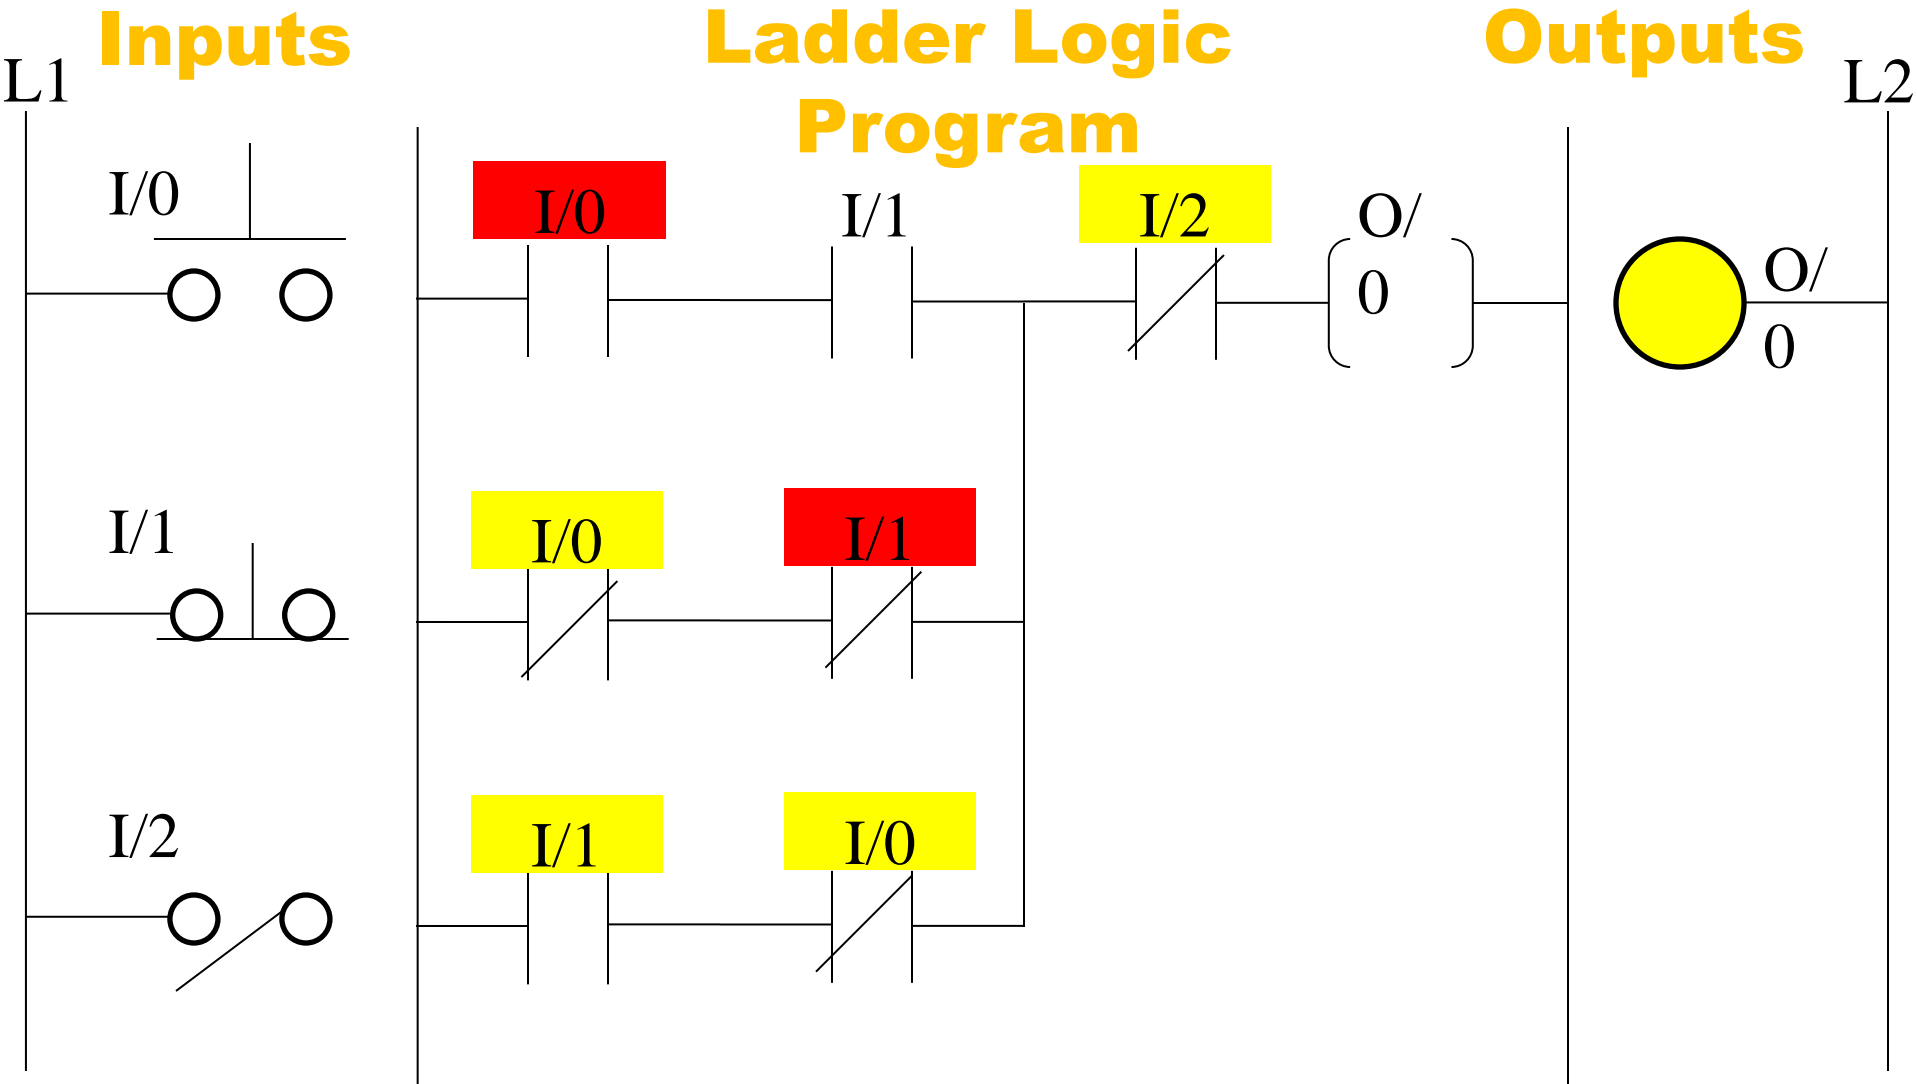 Inputs
Ladder Logic
Program
Outputs
L1
L2
I/0
I/0
I/1
I/2
O/
0
O/
0
I/1
I/0
I/1
I/2
I/1
I/0